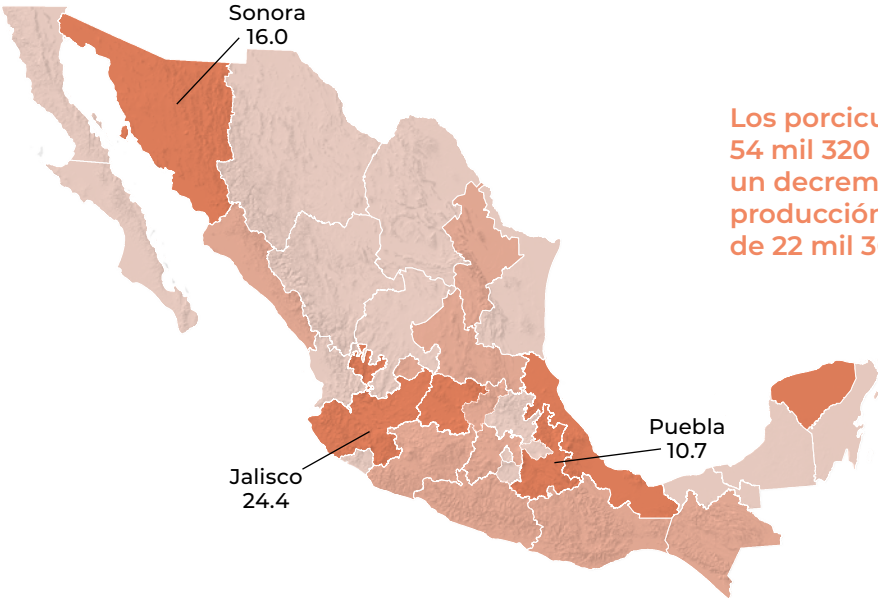 Sonora
16.0
Los porcicu
54 mil 320
un decrem
producción
de 22 mil 3
Puebla
10.7
Jalisco
24.4